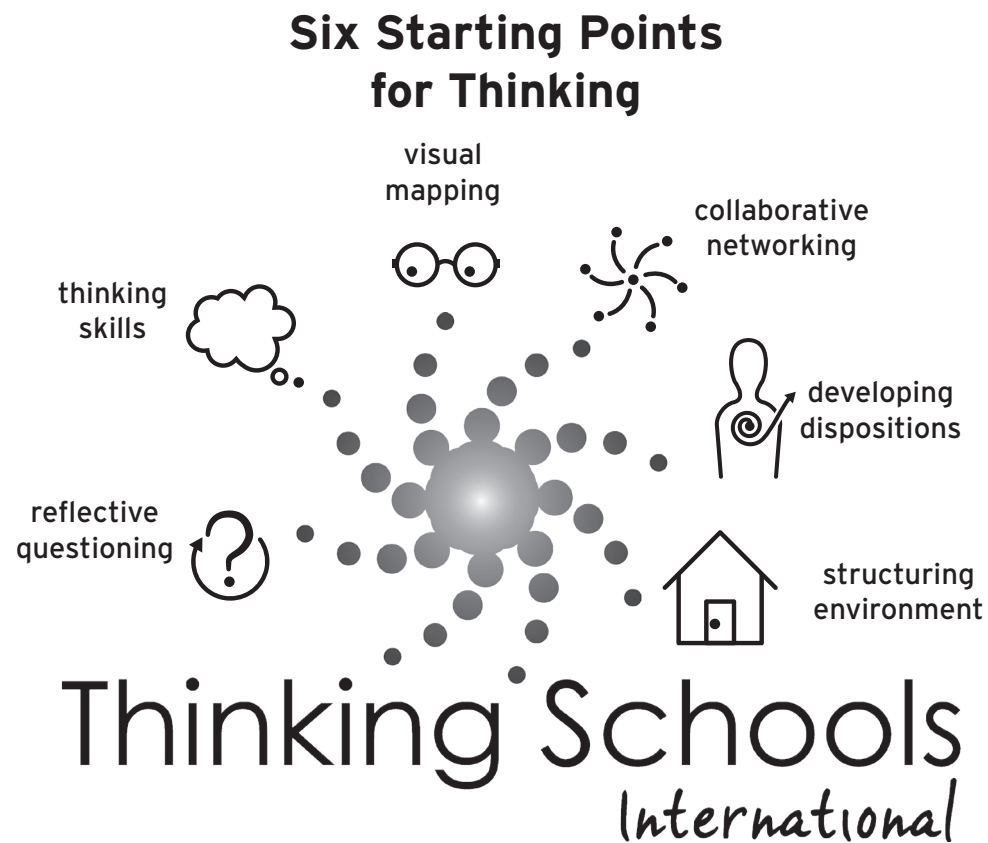 Six Starting Points
for Thinking
visual
mapping
collaborative
networking
thinking
skills
developing
dispositions
reflective
questioning
structuring
environment
Thinking Schools
International